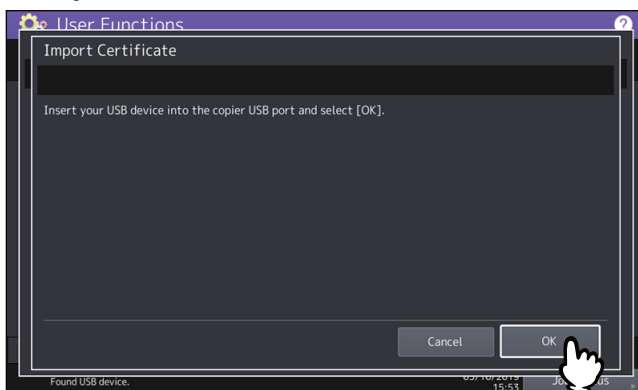 User Functions
?
Import Certificate
Insert your USB device into the copier USB port and select [OK].
Cancel
OK
Found USB device.
15:53